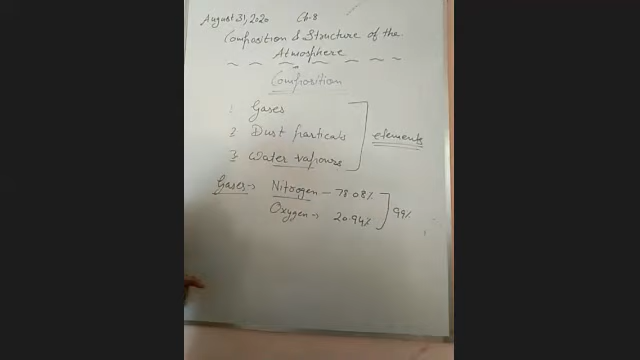 August 31, 2020 Ch-8
Composition & Structure of the
Atmosphere
Composition
1 Gases
2 Dust particals
3 Water vapours
elements
Gases → Nitrogen - 78.08%
Oxygen → 20.94%
99%